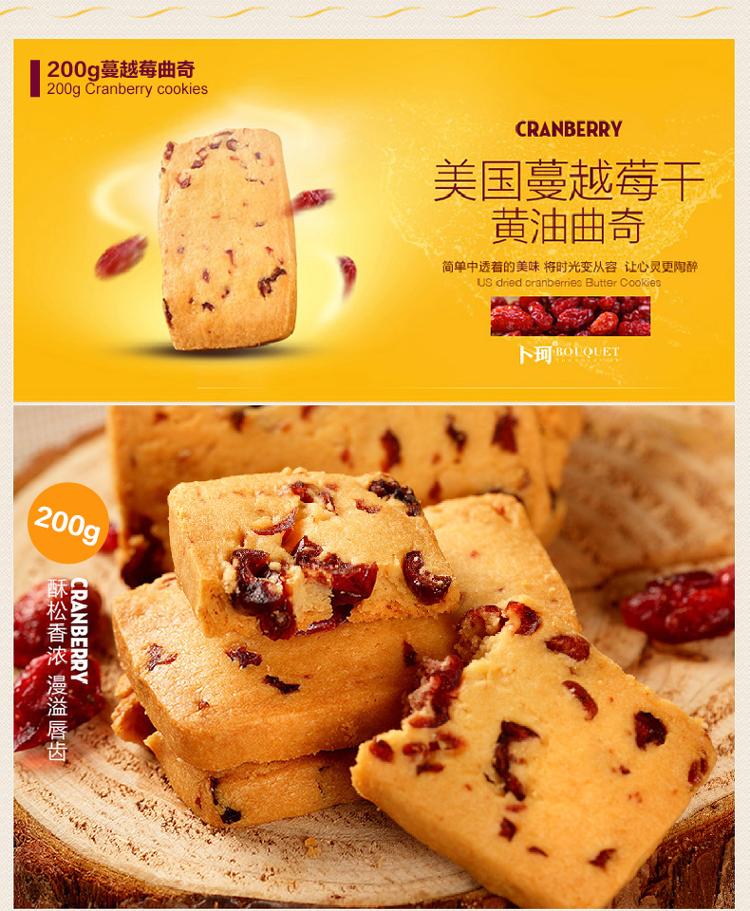 200g蔓越莓曲奇
200g Cranberry cookies
CRANBERRY
美国蔓越莓干
黄油曲奇
简单中透着的美味 将时光变从容 让心灵更陶醉
US dried cranberries Butter Cookies
卜珂 BOUQUET
200g
CRANBERRY
酥松香浓 漫溢唇齿